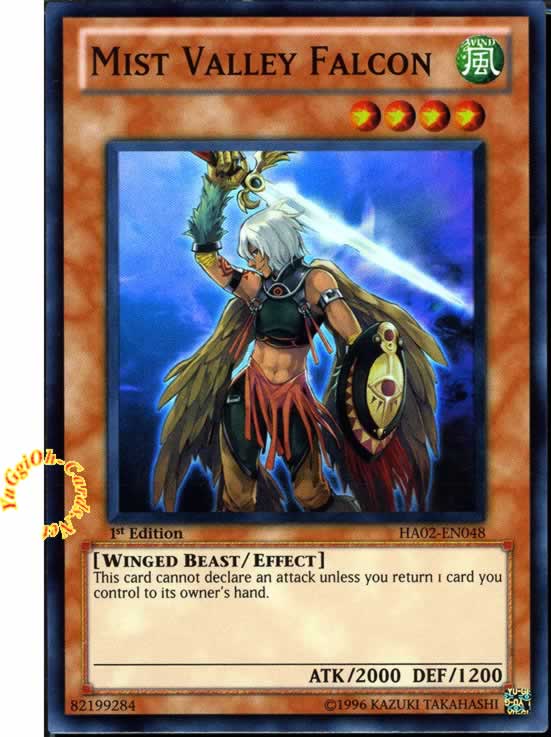 MIST VALLEY FALCON
WIND
風
YuGgiOh-Cards.Net
1st Edition
HA02-EN048
[WINGED BEAST/EFFECT]
This card cannot declare an attack unless you return 1 card you
control to its owner's hand.
ATK/2000 DEF/1200
82199284
©1996 KAZUKI TAKAHASHI